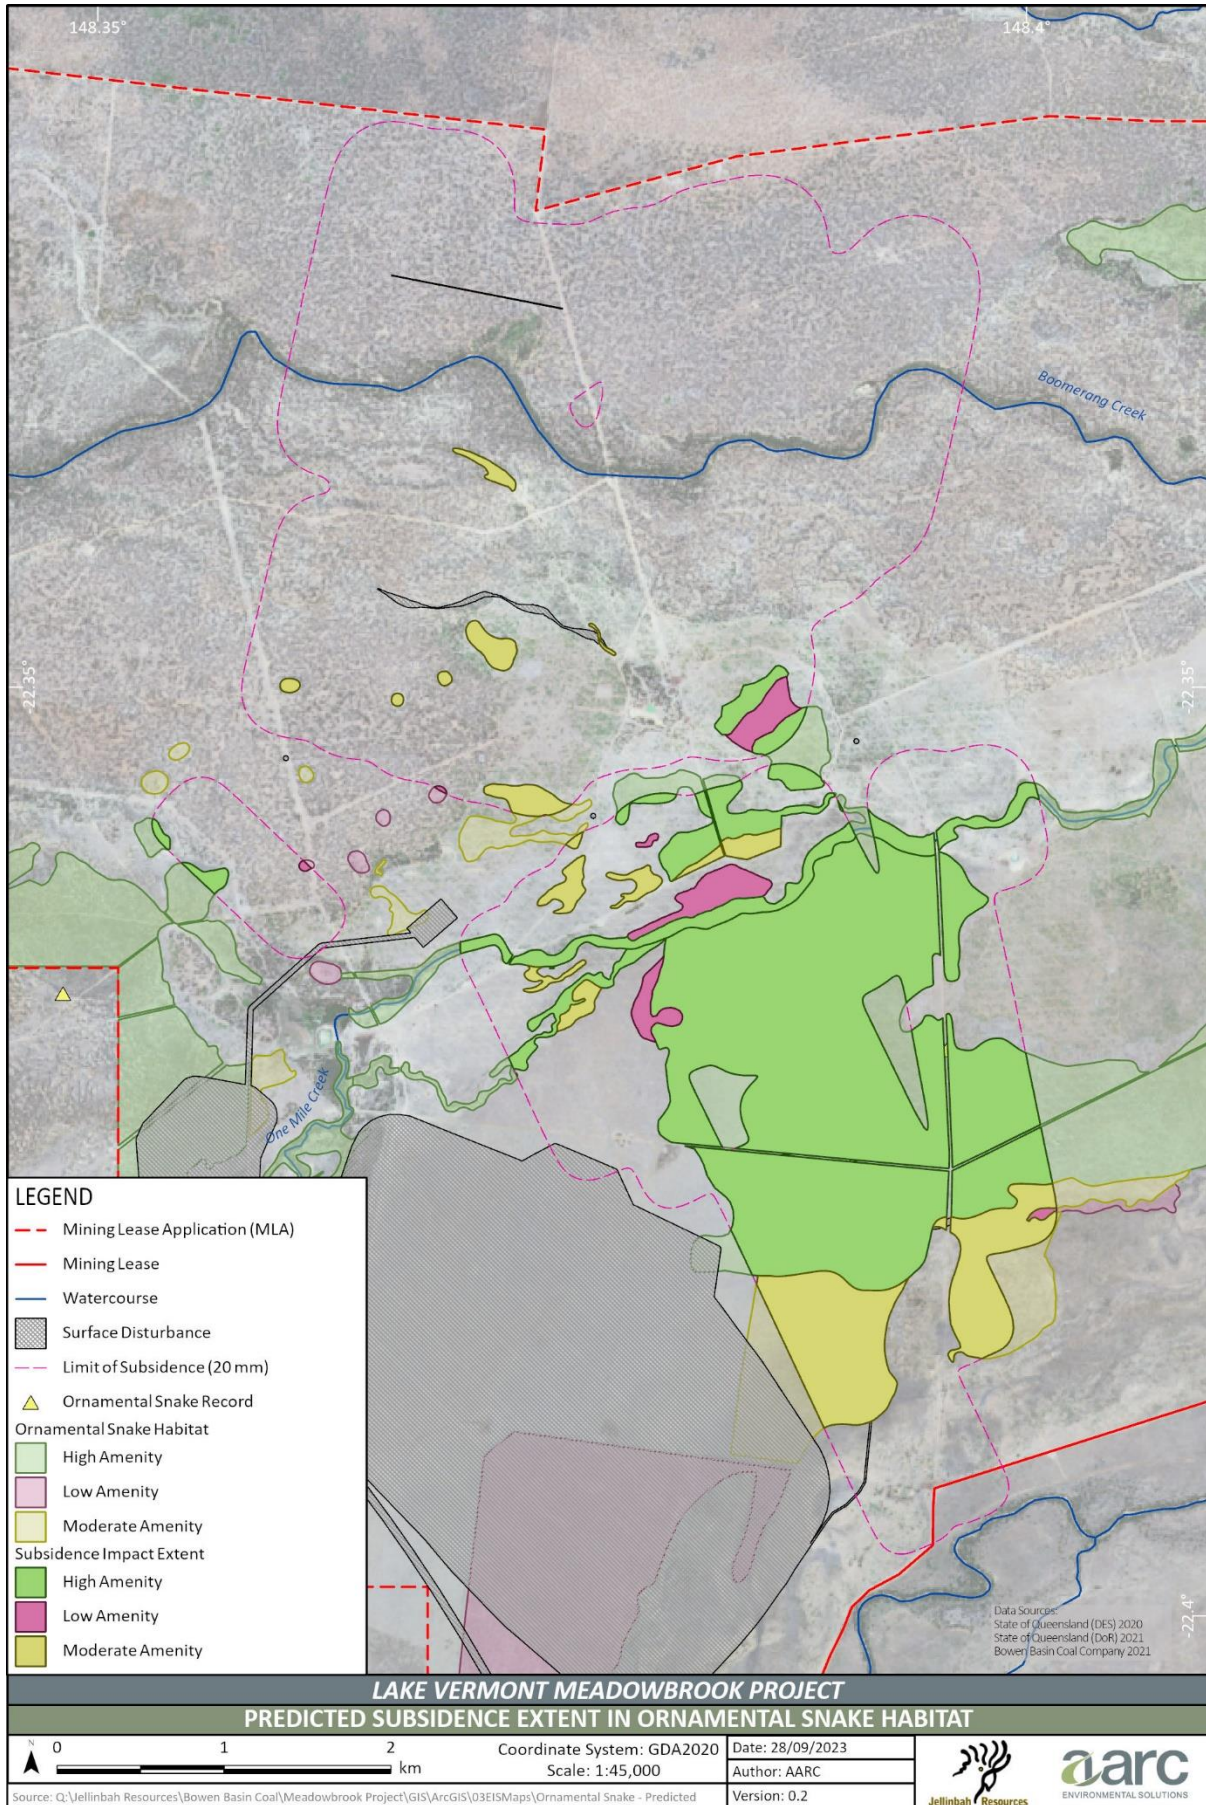 148.35°
148.4°
Boomerang Creek
-22.35°
-22.35°
One Mile Creek
LEGEND
Mining Lease Application (MLA)
Mining Lease
Watercourse
Surface Disturbance
Limit of Subsidence (20 mm)
Ornamental Snake Record
Ornamental Snake Habitat
High Amenity
Low Amenity
Moderate Amenity
Subsidence Impact Extent
High Amenity
Low Amenity
Moderate Amenity
-22.4°
Data Sources:
State of Queensland (DES) 2020
State of Queensland (DoR) 2021
Bowen Basin Coal Company 2021
LAKE VERMONT MEADOWBROOK PROJECT
PREDICTED SUBSIDENCE EXTENT IN ORNAMENTAL SNAKE HABITAT
N
0 1 2 km
Coordinate System: GDA2020
Scale: 1:45,000
Date: 28/09/2023
Author: AARC
Version: 0.2
Source: Q:\Jellinbah Resources\Bowen Basin Coal\Meadowbrook Project\GIS\ArcGIS\03EISMaps\Ornamental Snake - Predicted
Jellinbah Resources
aarc
ENVIRONMENTAL SOLUTIONS